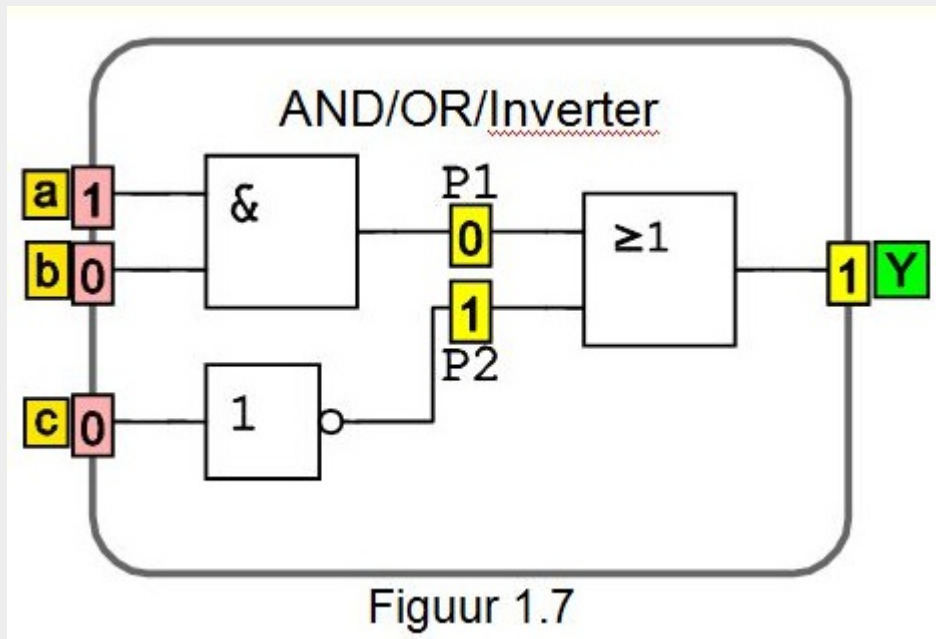 AND/OR/Inverter
a 1
&
P1
0
≥1
b 0
1 Y
1
P2
c 0
1
Figuur 1.7